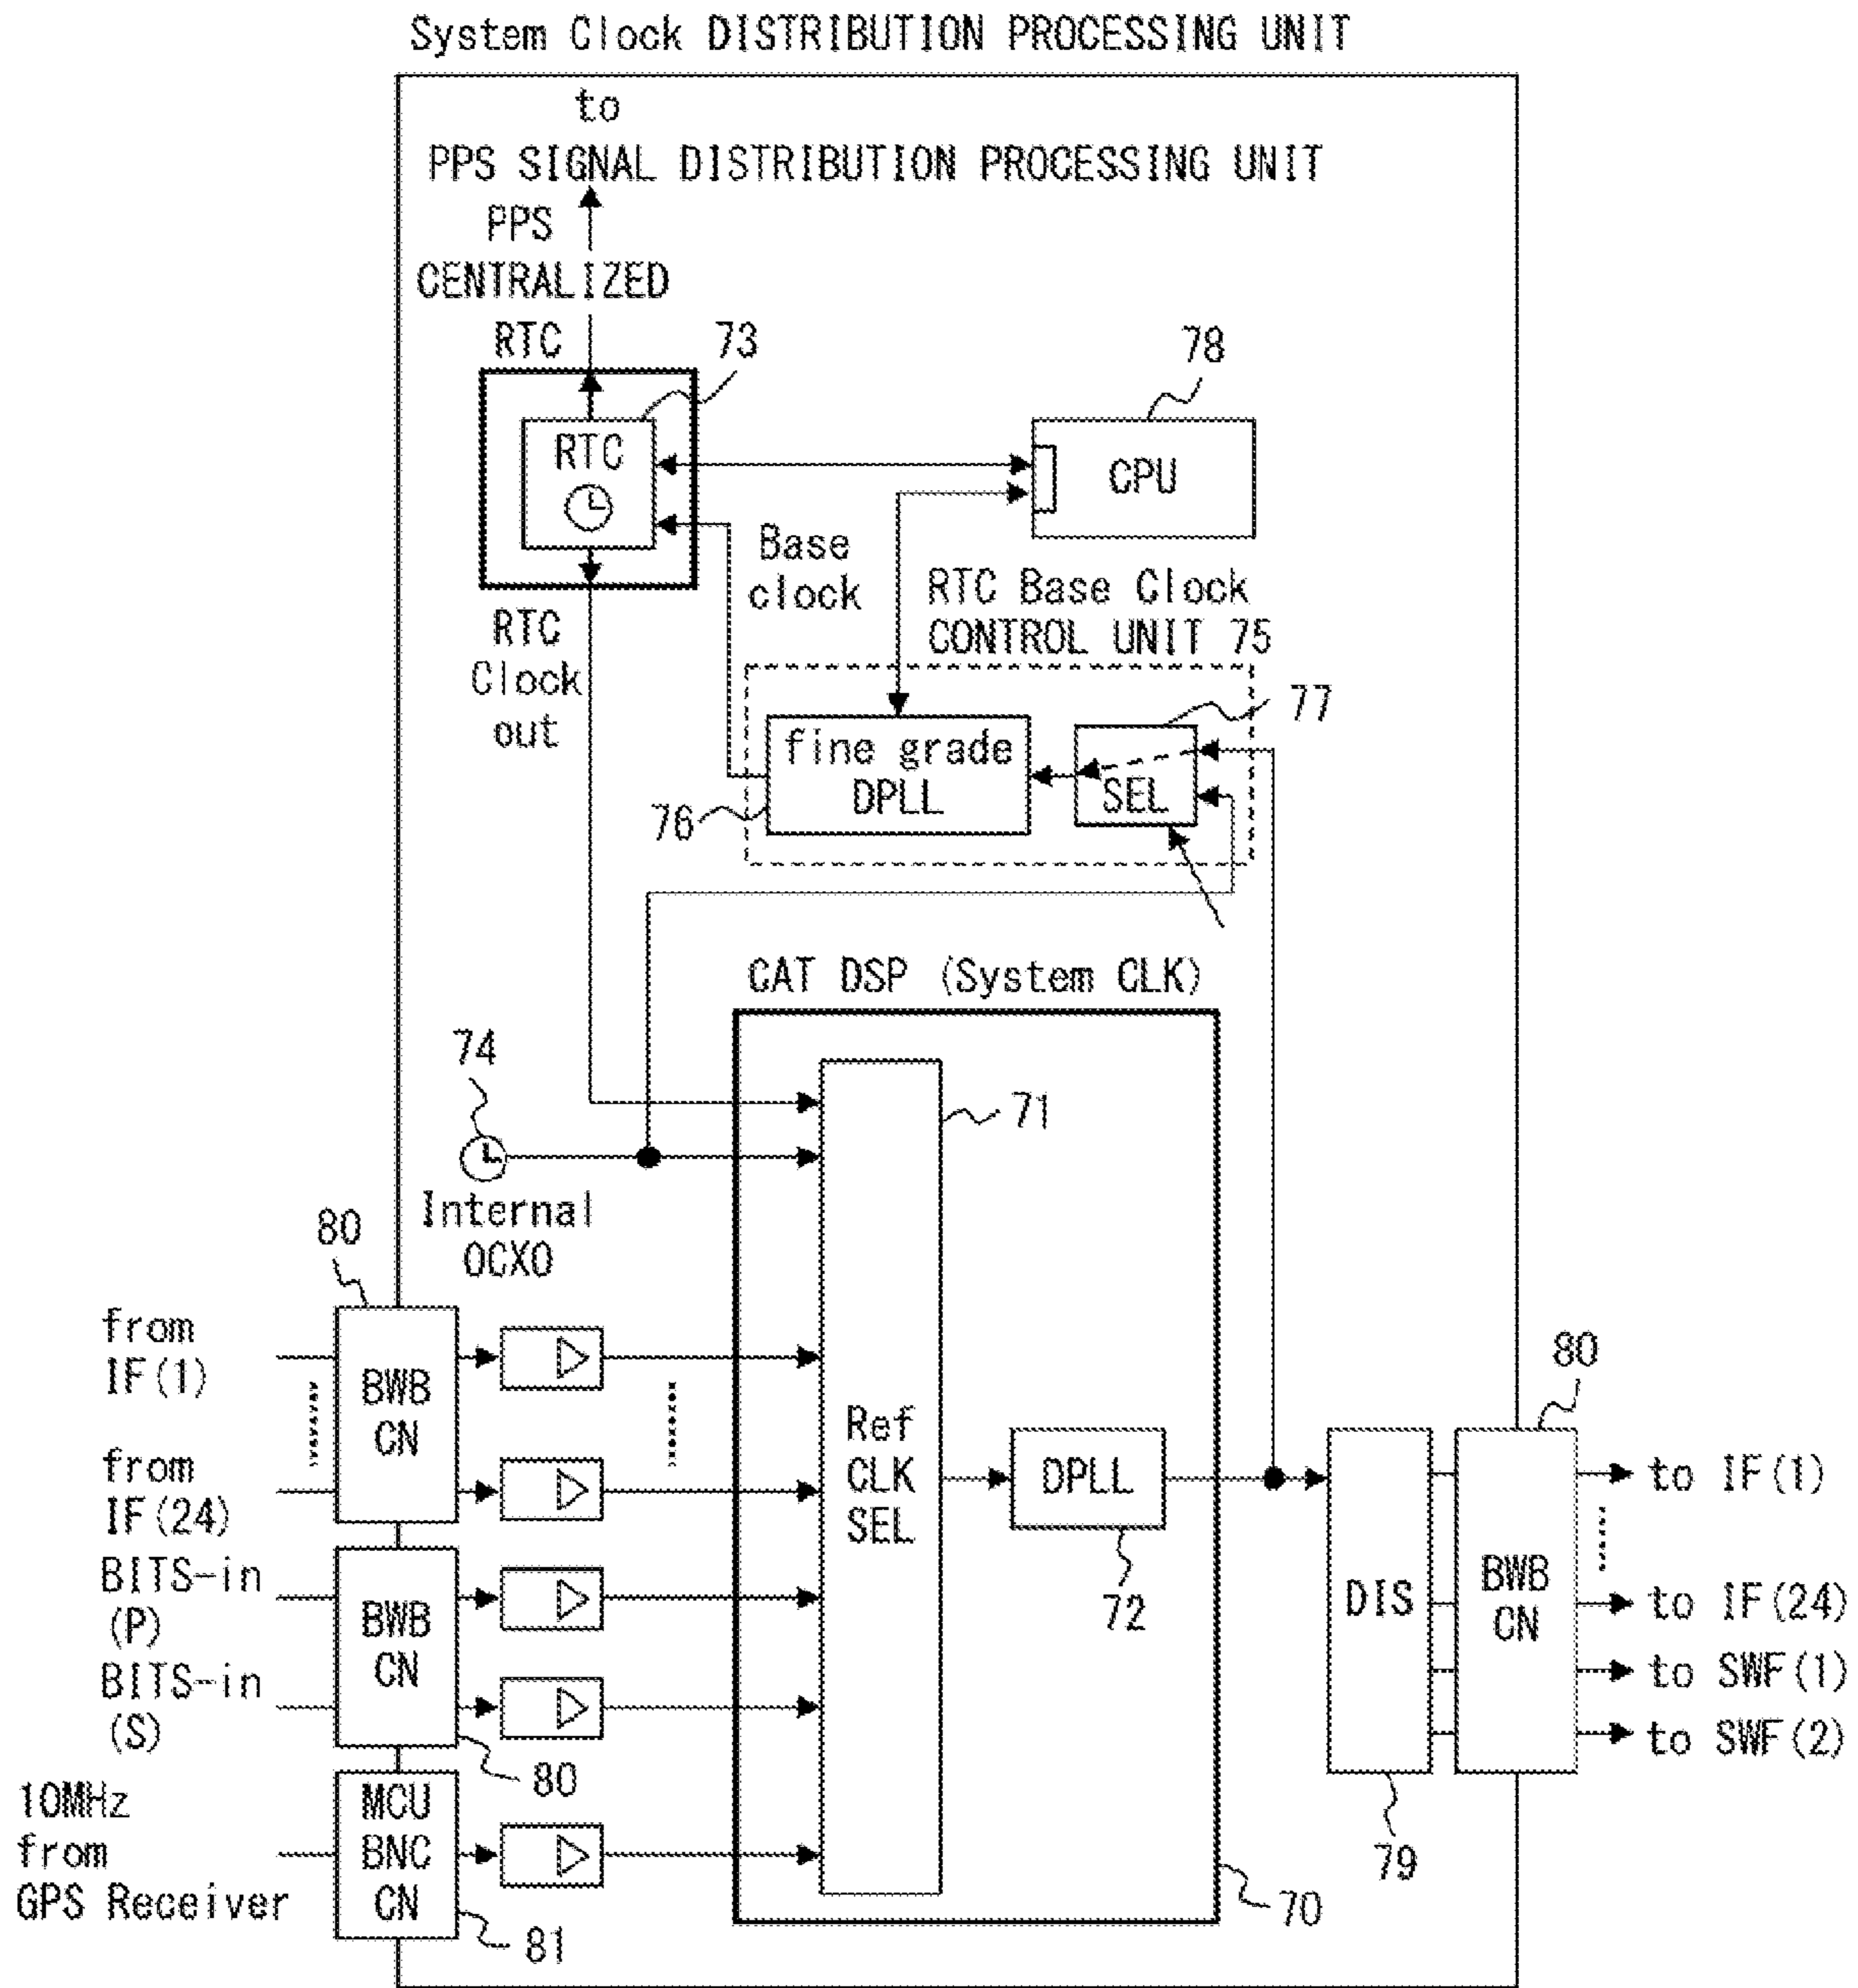 System Clock DISTRIBUTION PROCESSING UNIT
to
PPS SIGNAL DISTRIBUTION PROCESSING UNIT
PPS
CENTRALIZED
RTC
73
78
RTC
CPU
Base
clock
RTC Base Clock
CONTROL UNIT 75
RTC
Clock
out
77
fine grade
DPLL
SEL
76
CAT DSP (System CLK)
74
71
Internal
OCXO
80
from
IF(1)
BWB
CN
from
IF(24)
Ref
CLK
SEL
DPLL
72
80
DIS
BWB
CN
to IF(1)
to IF(24)
to SWF(1)
to SWF(2)
BITS-in
(P)
BWB
CN
BITS-in
(S)
80
79
10MHz
from
GPS Receiver
MCU
BNC
CN
81
70